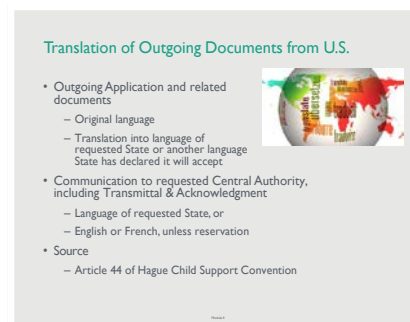 Translation of Outgoing Documents from U.S.
• Outgoing Application and related
documents
– Original language
– Translation into language of
requested State or another language
State has declared it will accept
• Communication to requested Central Authority,
including Transmittal & Acknowledgment
– Language of requested State, or
– English or French, unless reservation
• Source
– Article 44 of Hague Child Support Convention
translate